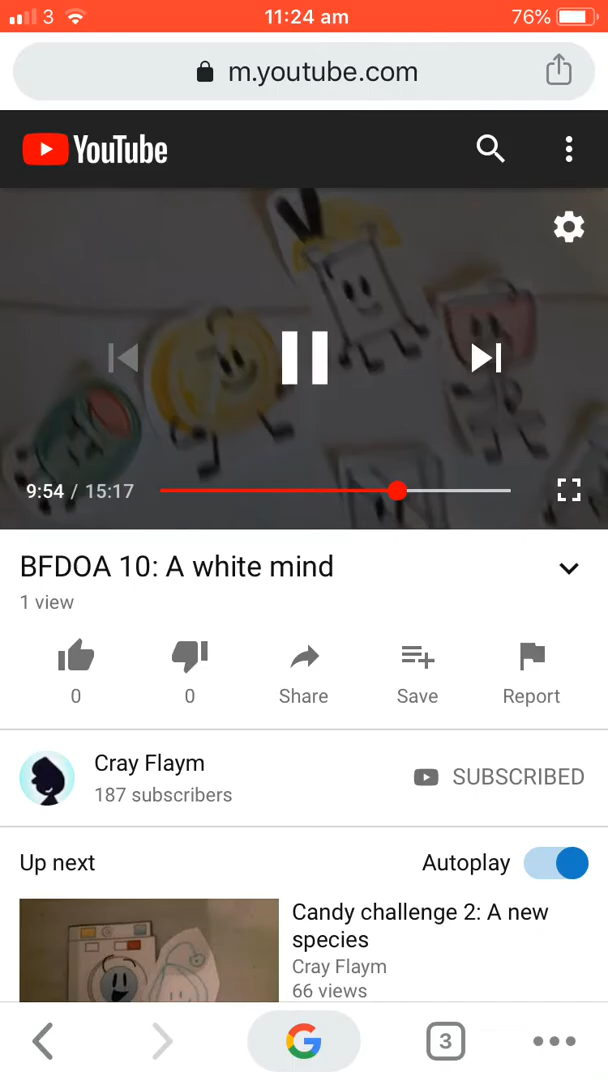 3 11:24 am 76%
m.youtube.com
YouTube
9:54 / 15:17
BFDOA 10: A white mind
1 view
0 0 Share Save Report
Cray Flaym
187 subscribers
SUBSCRIBED
Up next Autoplay
Candy challenge 2: A new
species
Cray Flaym
66 views
G 3